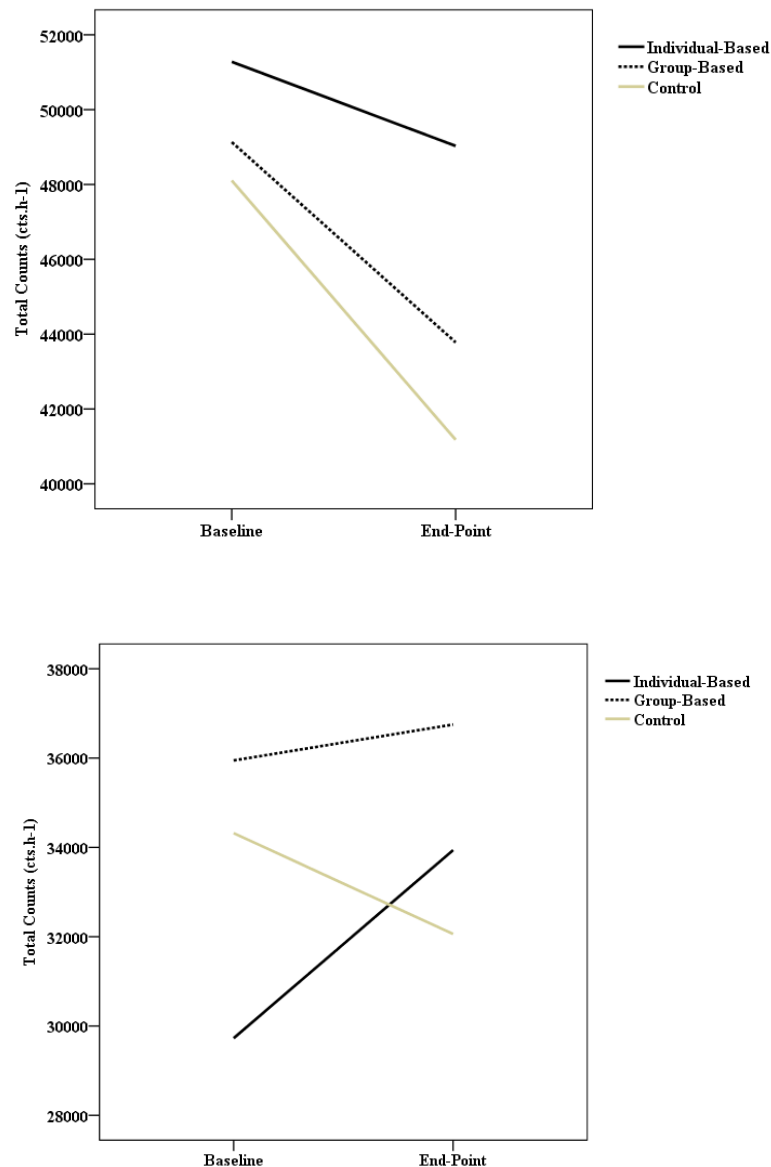 52000
50000
48000
46000
44000
42000
40000
Total Counts (cts.h-1)
Baseline
End-Point
Individual-Based
Group-Based
Control
38000
36000
34000
32000
30000
28000
Total Counts (cts.h-1)
Baseline
End-Point
Individual-Based
Group-Based
Control